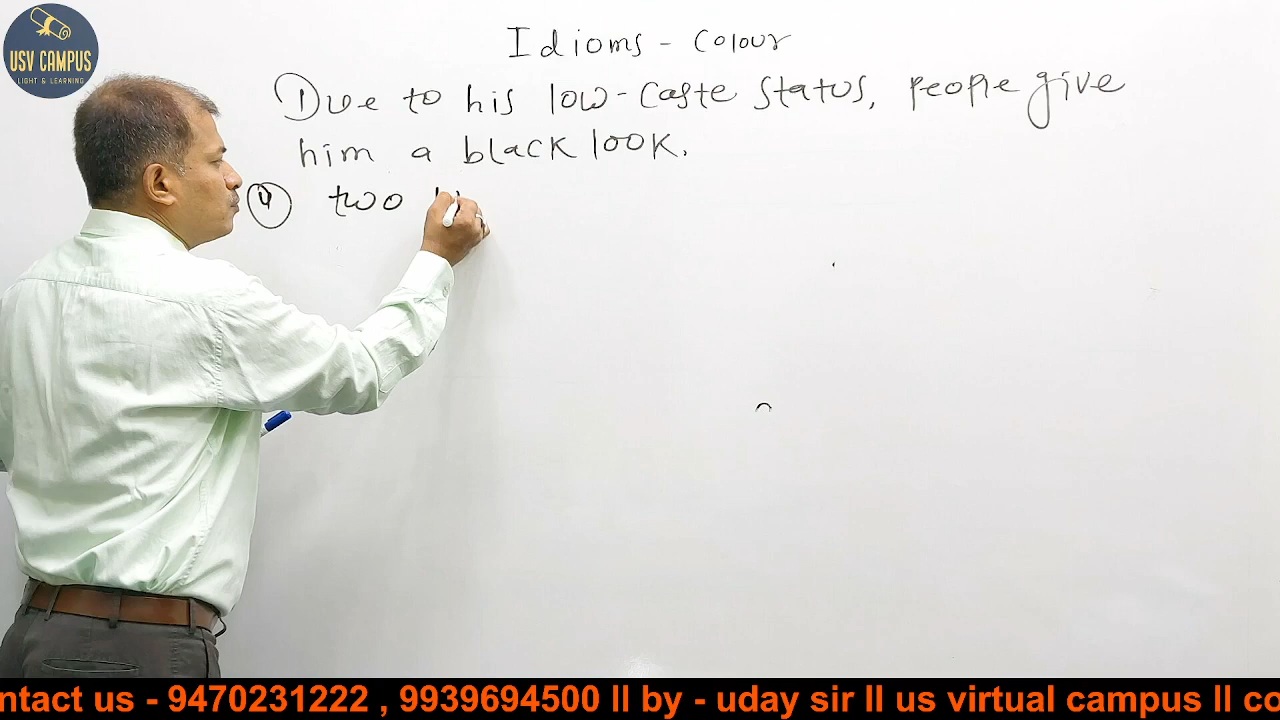 USV CAMPUS
LIGHT & LEARNING
Idioms - Colour
Due to his low-caste status, people give
him a black look.
4 two
ntact us - 9470231222 , 9939694500 ll by - uday sir ll us virtual campus ll co